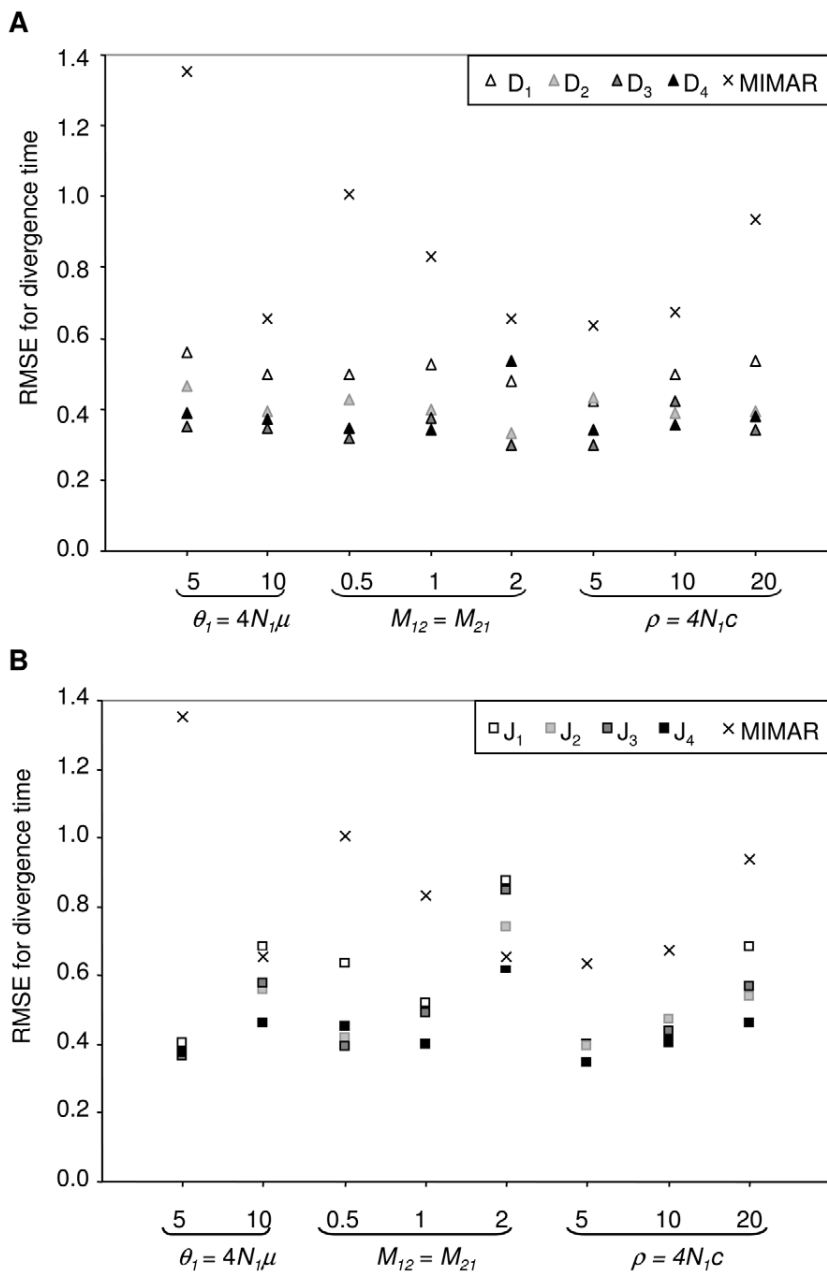 A
D₁ D₂ D₃ D₄ MIMAR
RMSE for divergence time
1.4
1.2
1.0
0.8
0.6
0.4
0.2
0.0
5 10 0.5 1 2 5 10 20
θ₁ = 4N₁μ M₁₂ = M₂₁ ρ = 4N₁c
B
J₁ J₂ J₃ J₄ MIMAR
RMSE for divergence time
1.4
1.2
1.0
0.8
0.6
0.4
0.2
0.0
5 10 0.5 1 2 5 10 20
θ₁ = 4N₁μ M₁₂ = M₂₁ ρ = 4N₁c